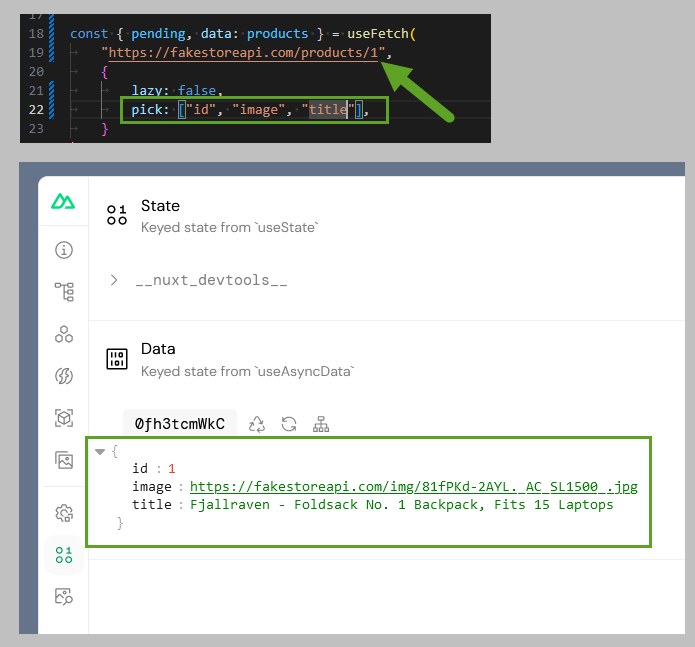 17
18 const { pending, data: products } = useFetch(
19 "https://fakestoreapi.com/products/1",
20 {
21 lazy: false,
22 pick: ["id", "image", "title"],
23 }
State
Keyed state from `useState`
__nuxt_devtools__
Data
Keyed state from `useAsyncData`
0fh3tcmWkC
{
id : 1
image : https://fakestoreapi.com/img/81fPKd-2AYL._AC_SL1500_.jpg
title : Fjallraven - Foldsack No. 1 Backpack, Fits 15 Laptops
}